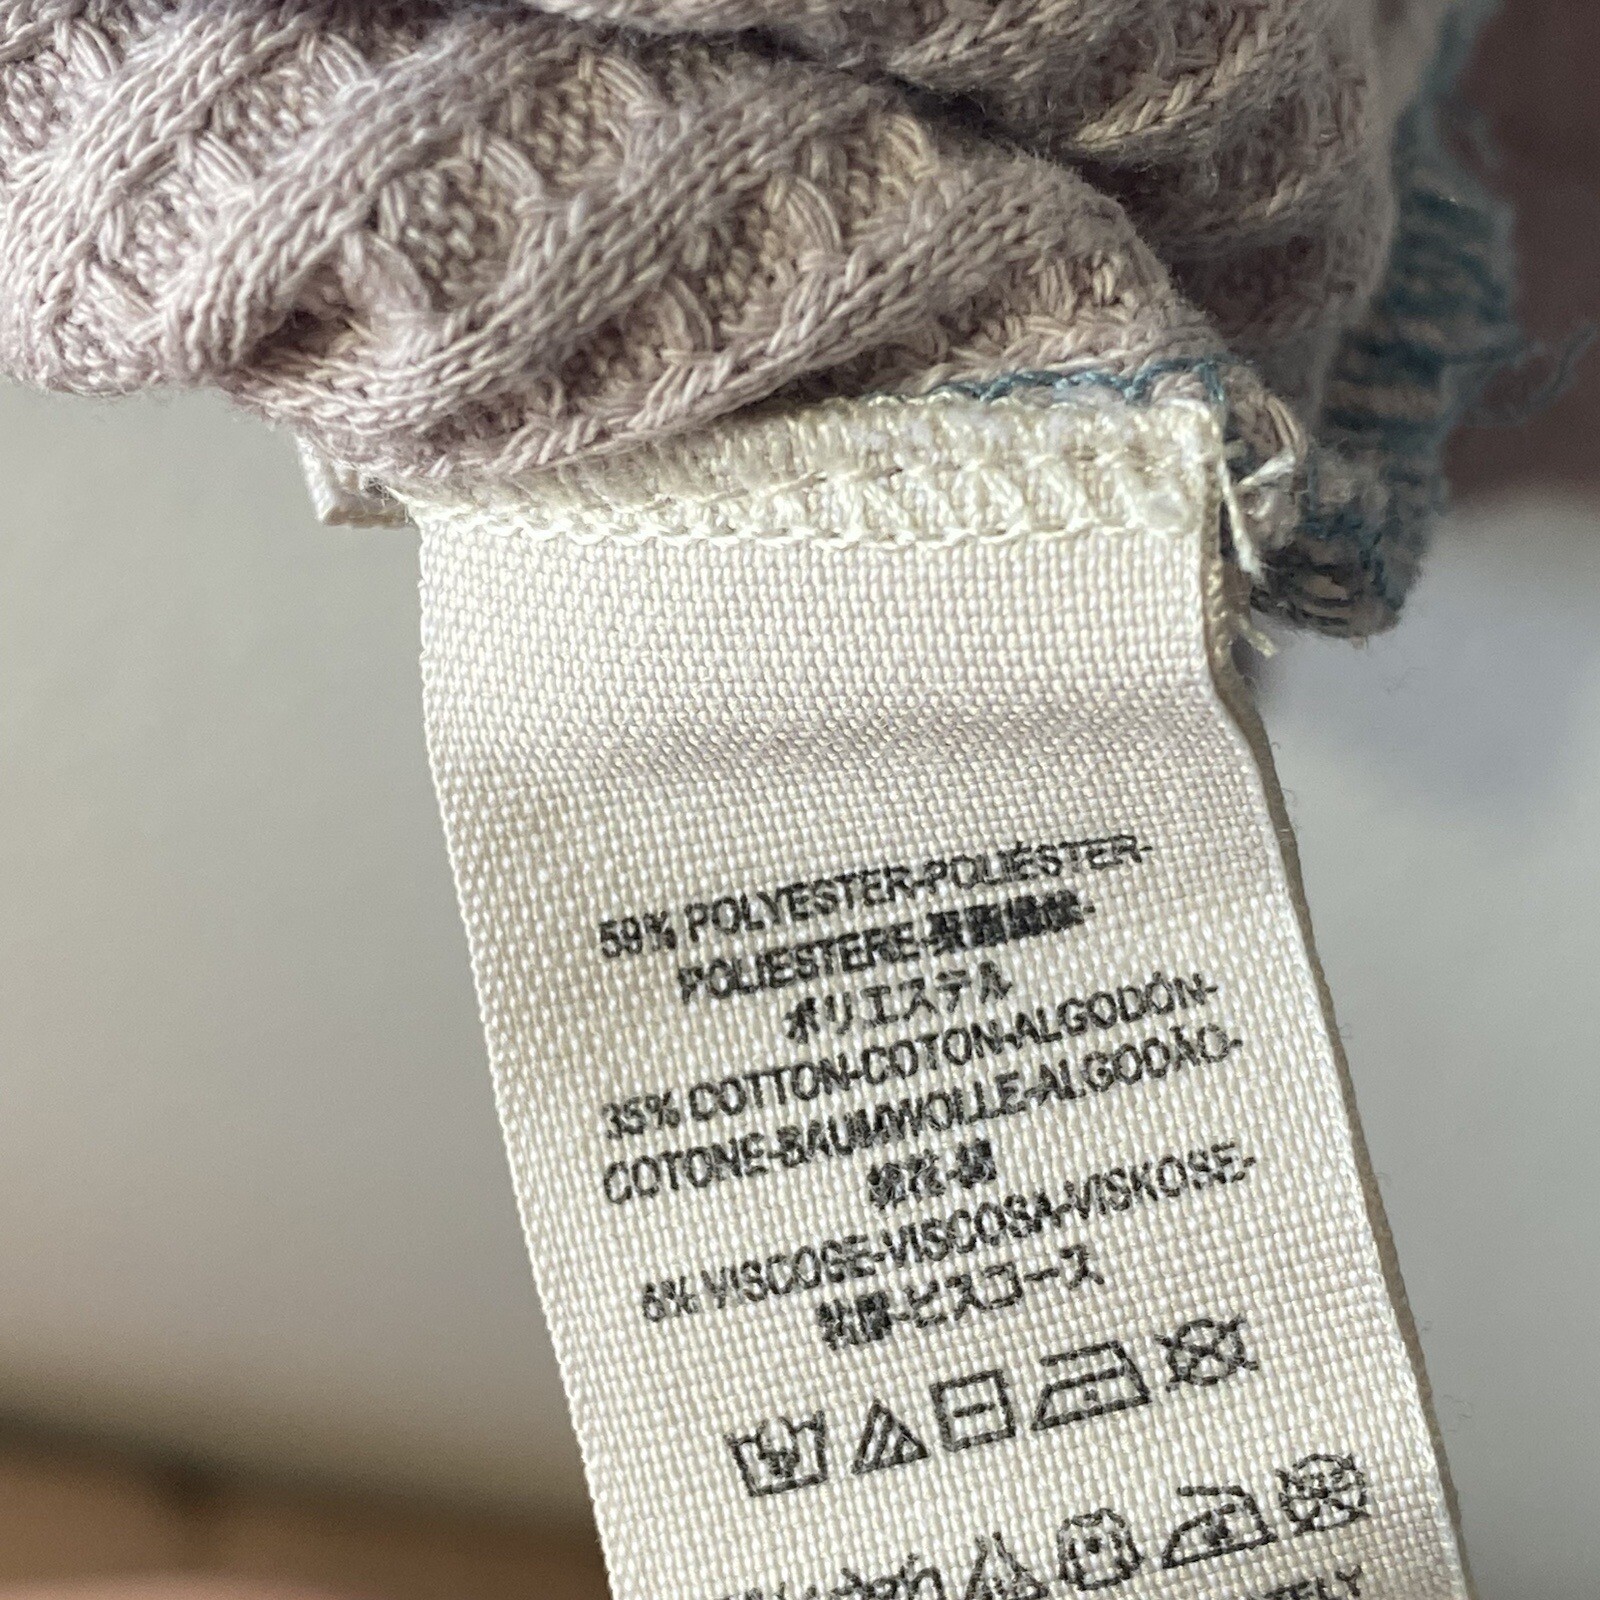 59% POLYESTER-POLIÉSTER-
POLIESTERE-聚酯纖維-
ポリエステル
35% COTTON-COTON-ALGODÓN-
COTONE-BAUMWOLLE-ALGODÃO-
棉花-綿
6% VISCOSE-VISCOSA-VISKOSE-
粘膠-ビスコース